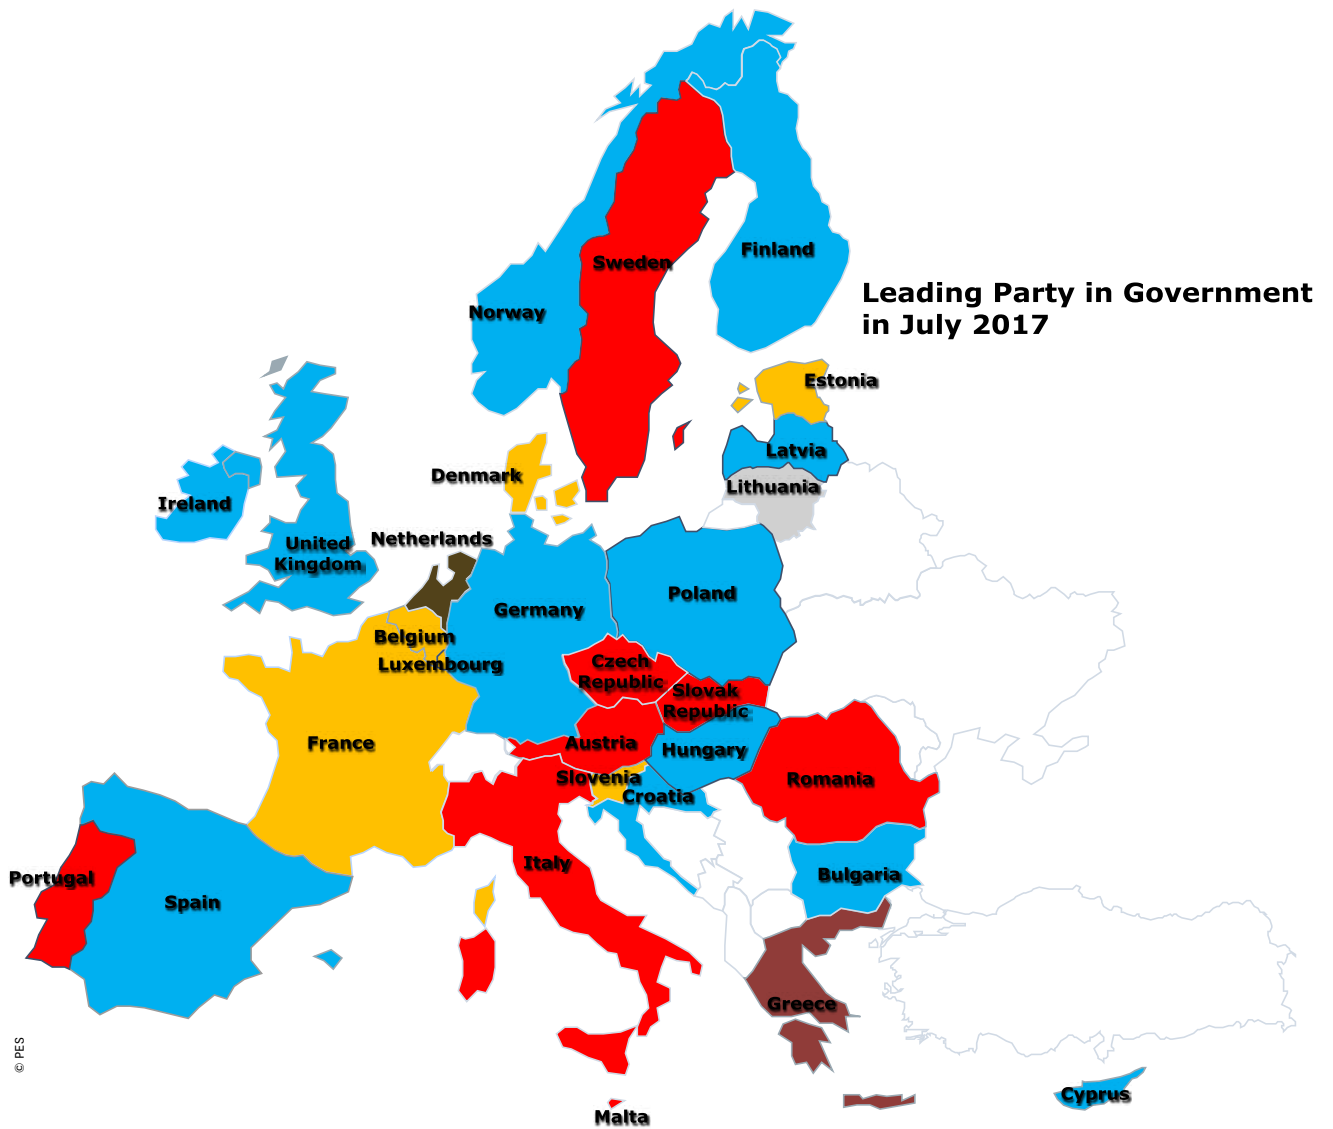 Sweden
Finland
Leading Party in Government
in July 2017
Norway
Estonia
Latvia
Denmark
Lithuania
Ireland
Netherlands
United
Kingdom
Poland
Germany
Belgium
Luxembourg
Czech
Republic
Slovak
Republic
France
Austria
Hungary
Slovenia
Romania
Croatia
Italy
Portugal
Bulgaria
Spain
Greece
© PES
Cyprus
Malta